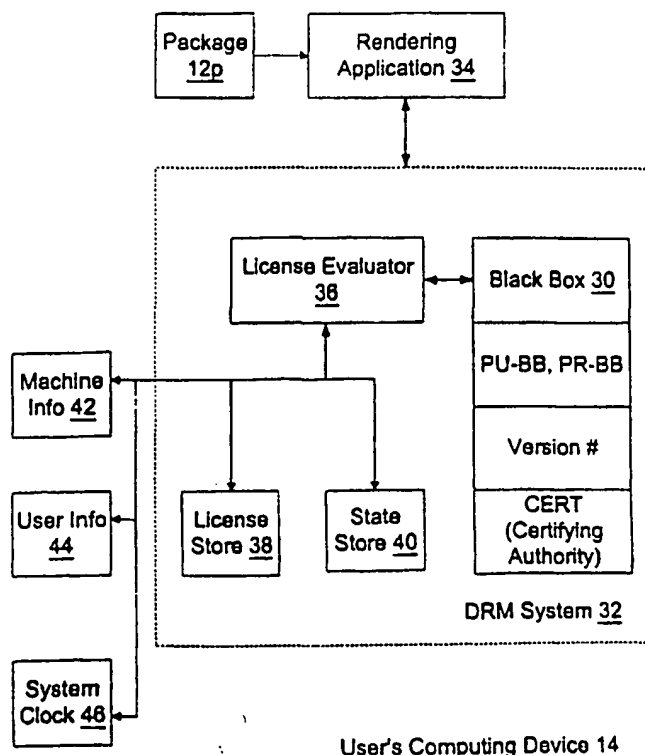 Package
12p
Rendering
Application 34
License Evaluator
36
Black Box 30
PU-BB, PR-BB
Version #
CERT
(Certifying
Authority)
Machine
Info 42
User Info
44
License
Store 38
State
Store 40
DRM System 32
System
Clock 46
User's Computing Device 14